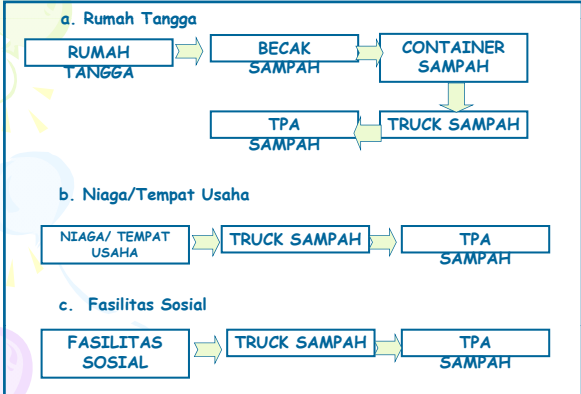 a. Rumah Tangga
RUMAH
TANGGA
BECAK
SAMPAH
CONTAINER
SAMPAH
TPA
SAMPAH
TRUCK SAMPAH
b. Niaga/Tempat Usaha
NIAGA/ TEMPAT
USAHA
TRUCK SAMPAH
TPA
SAMPAH
c. Fasilitas Sosial
FASILITAS
SOSIAL
TRUCK SAMPAH
TPA
SAMPAH